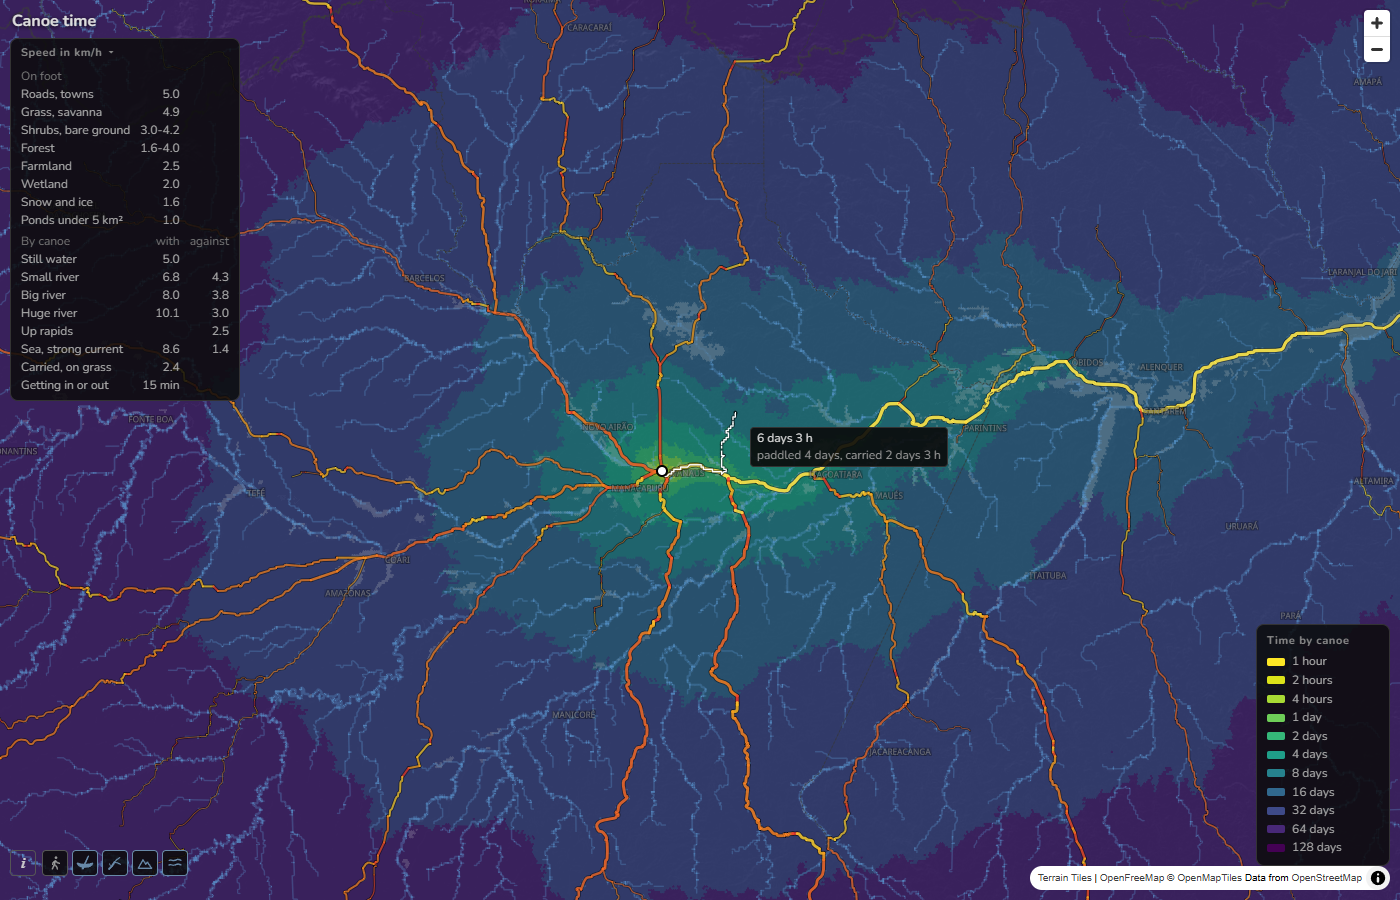 Canoe time
Speed in km/h
On foot
Roads, towns 5.0
Grass, savanna 4.9
Shrubs, bare ground 3.0-4.2
Forest 1.6-4.0
Farmland 2.5
Wetland 2.0
Snow and ice 1.6
Ponds under 5 km² 1.0
By canoe with against
Still water 5.0
Small river 6.8 4.3
Big river 8.0 3.8
Huge river 10.1 3.0
Up rapids 2.5
Sea, strong current 8.6 1.4
Carried, on grass 2.4
Getting in or out 15 min
CARACARAÍ
AMAPÁ
BARCELOS
LARANJAL DO JARI
ÓBIDOS
ALENQUER
SANTARÉM
FONTE BOA
NOVO AIRÃO
PARINTINS
6 days 3 h
paddled 4 days, carried 2 days 3 h
ONANTINS
MANACAPURU
ITACOATIARA
MAUÉS
ALTAMIRA
TEFÉ
URUARÁ
COARI
ITAITUBA
AMAZONAS
PARÁ
MANICORÉ
JACAREACANGA
Time by canoe
1 hour
2 hours
4 hours
1 day
2 days
4 days
8 days
16 days
32 days
64 days
128 days
+
−
i
Terrain Tiles | OpenFreeMap © OpenMapTiles Data from OpenStreetMap